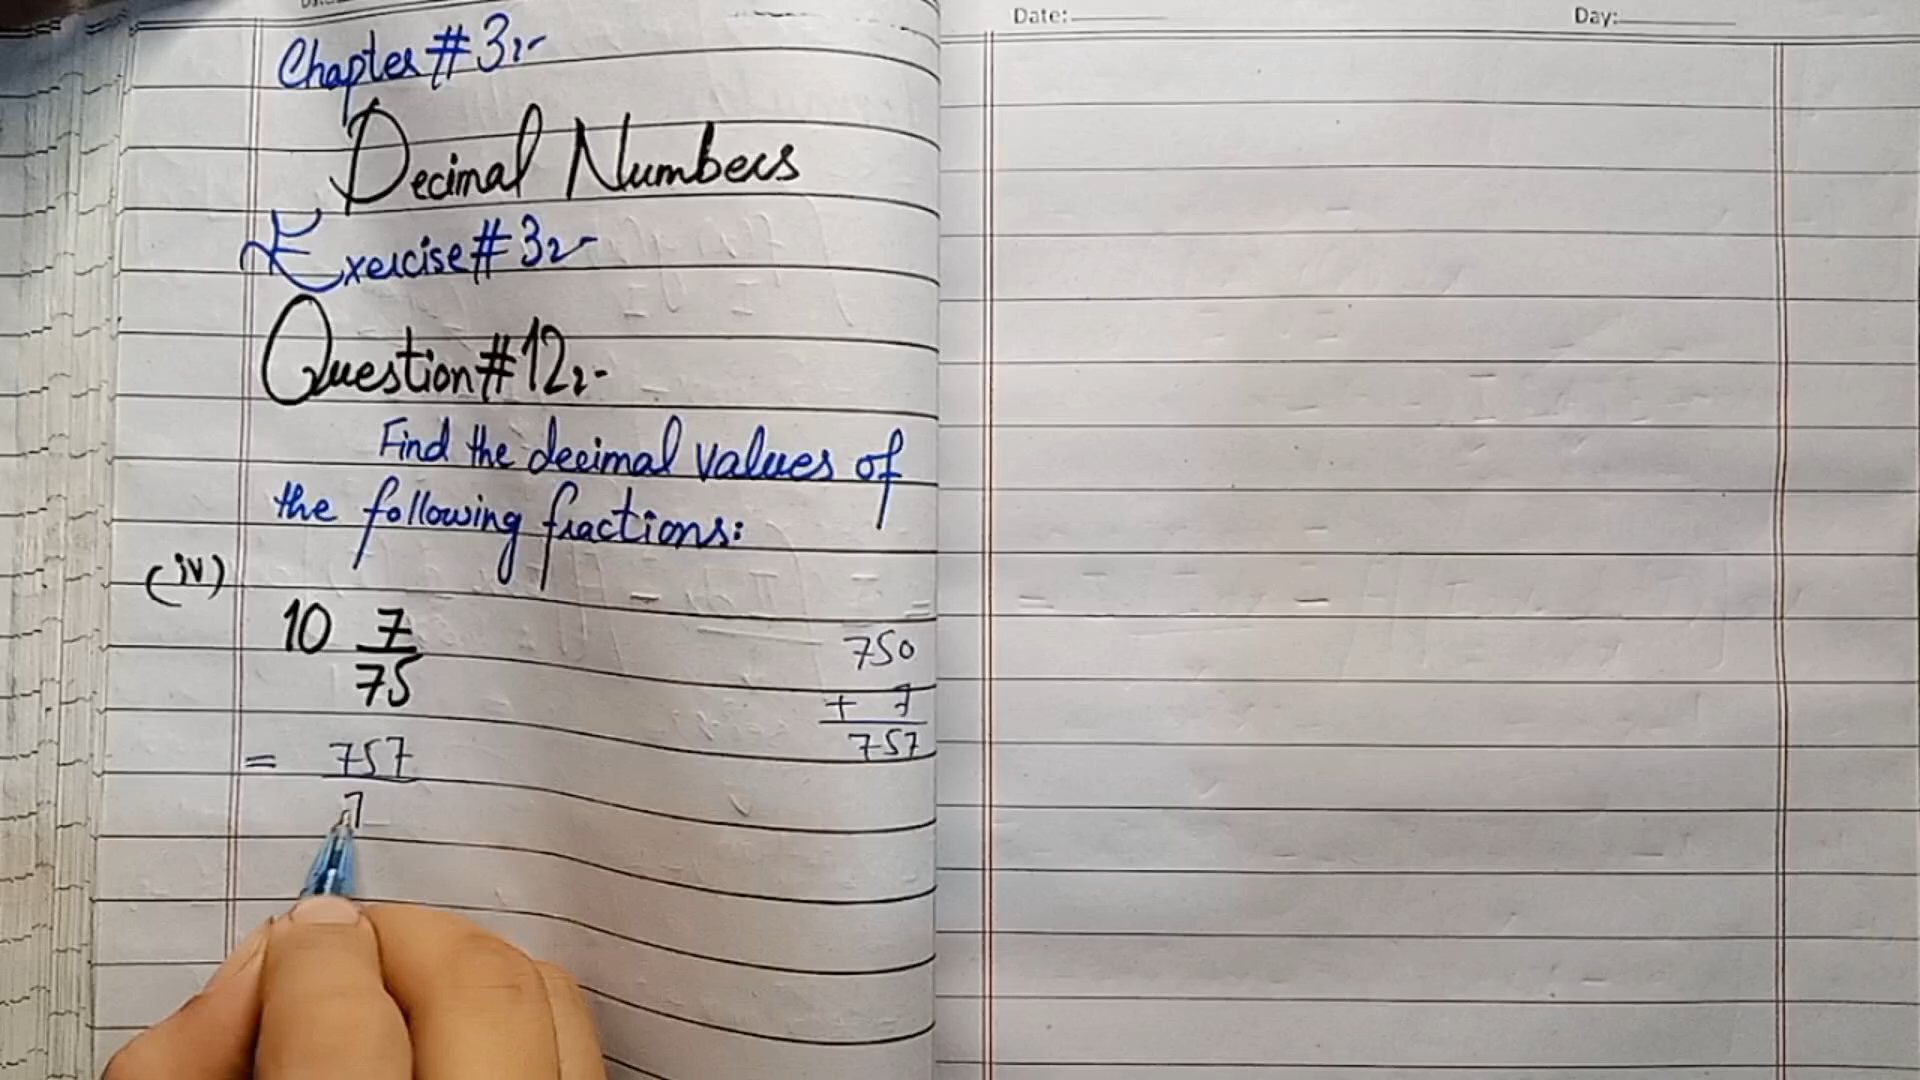 Chapter # 3:-
Decimal Numbers
Exercise # 3:-
Question # 12:-
Find the decimal values of
the following fractions:
(iv)
10 7/75
750
+ 7
757
= 757
7
Date:
Day: